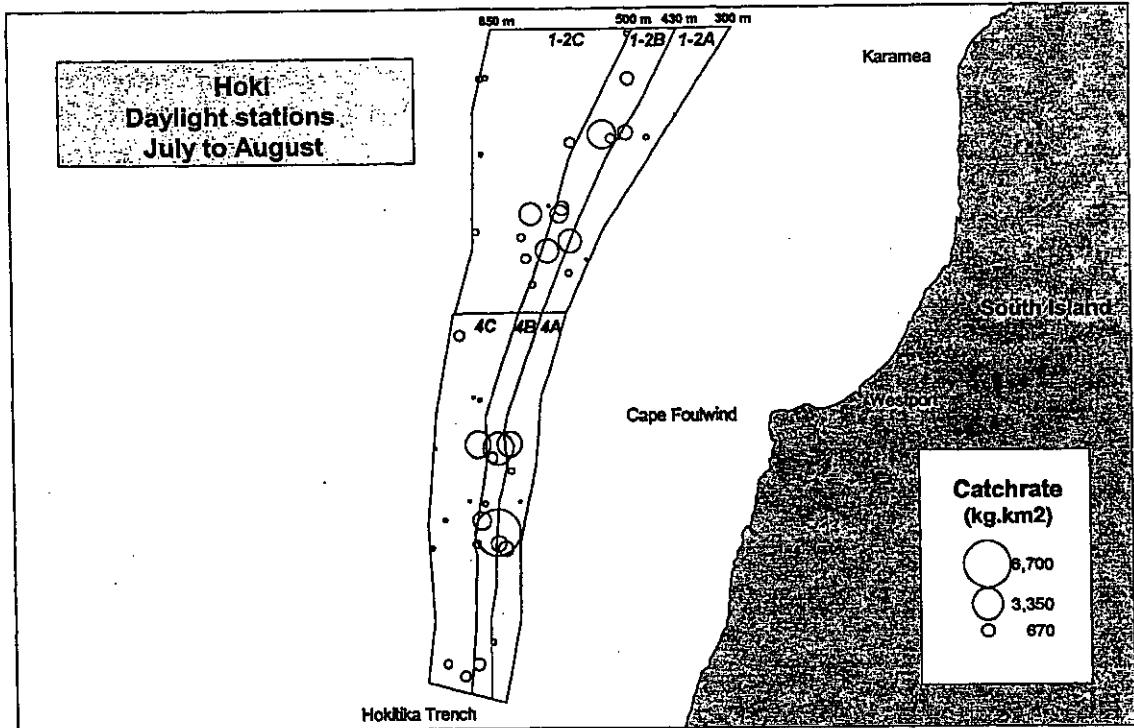 850 m 500 m 430 m 300 m
1-2C 1-2B 1-2A
Karamea
Hoki
Daylight stations
July to August
South Island
4C 4B 4A
Westport
Cape Foulwind
Catchrate
(kg.km2)
6,700
3,350
670
Hokitika Trench